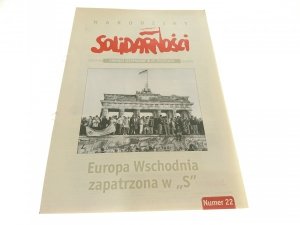 NARODZINY
SOLIDARNOŚCI
Europa Wschodnia
zapatrzona w „S”
Numer 22